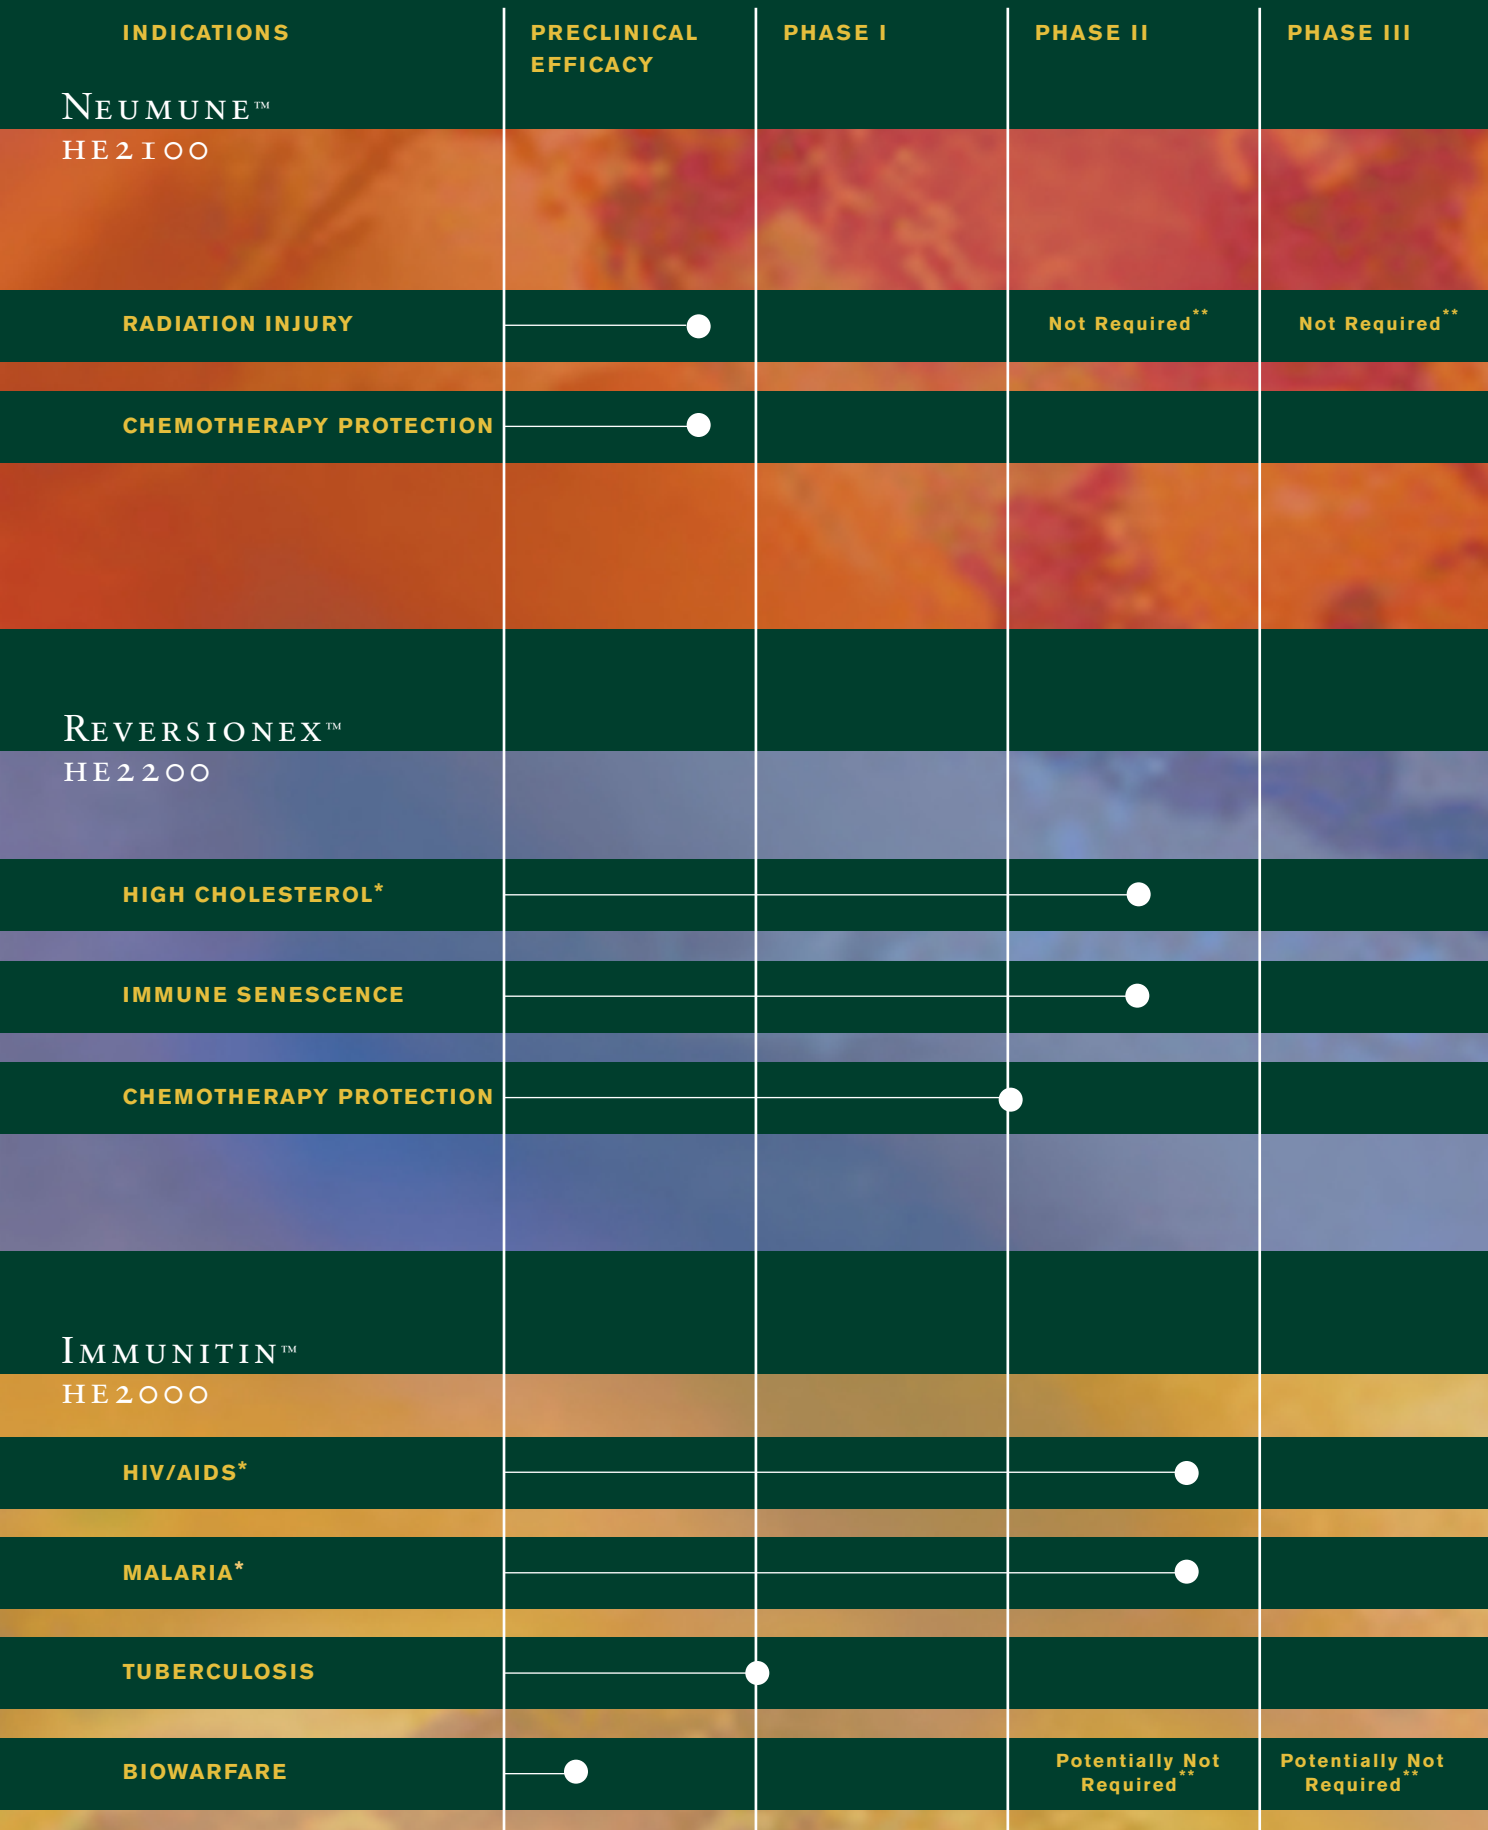 INDICATIONS
PRECLINICAL
EFFICACY
PHASE I
PHASE II
PHASE III
NEUMUNE™
HE2100
RADIATION INJURY
Not Required**
Not Required**
CHEMOTHERAPY PROTECTION
REVERSIONEX™
HE2200
HIGH CHOLESTEROL*
IMMUNE SENESCENCE
CHEMOTHERAPY PROTECTION
IMMUNITIN™
HE2000
HIV/AIDS*
MALARIA*
TUBERCULOSIS
BIOWARFARE
Potentially Not
Required**
Potentially Not
Required**